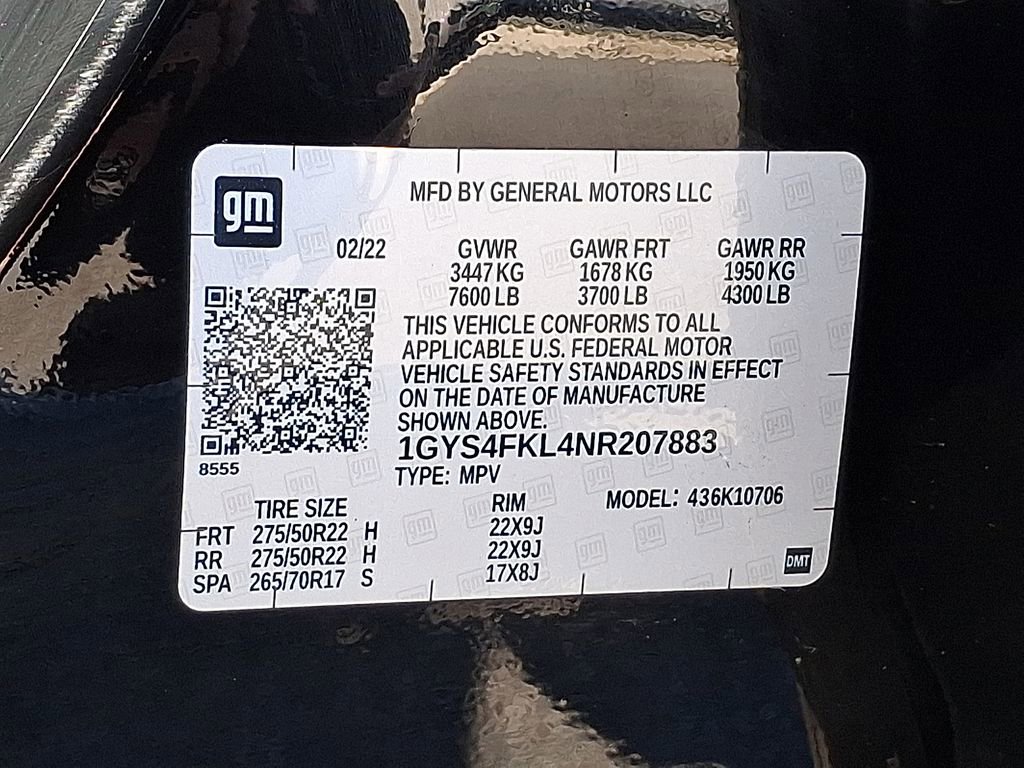 gm
MFD BY GENERAL MOTORS LLC
02/22 GVWR GAWR FRT GAWR RR
3447 KG 1678 KG 1950 KG
7600 LB 3700 LB 4300 LB
THIS VEHICLE CONFORMS TO ALL
APPLICABLE U.S. FEDERAL MOTOR
VEHICLE SAFETY STANDARDS IN EFFECT
ON THE DATE OF MANUFACTURE
SHOWN ABOVE.
1GYS4FKL4NR207883
8555
TYPE: MPV
TIRE SIZE RIM MODEL: 436K10706
FRT 275/50R22 H 22X9J
RR 275/50R22 H 22X9J
SPA 265/70R17 S 17X8J
DMT